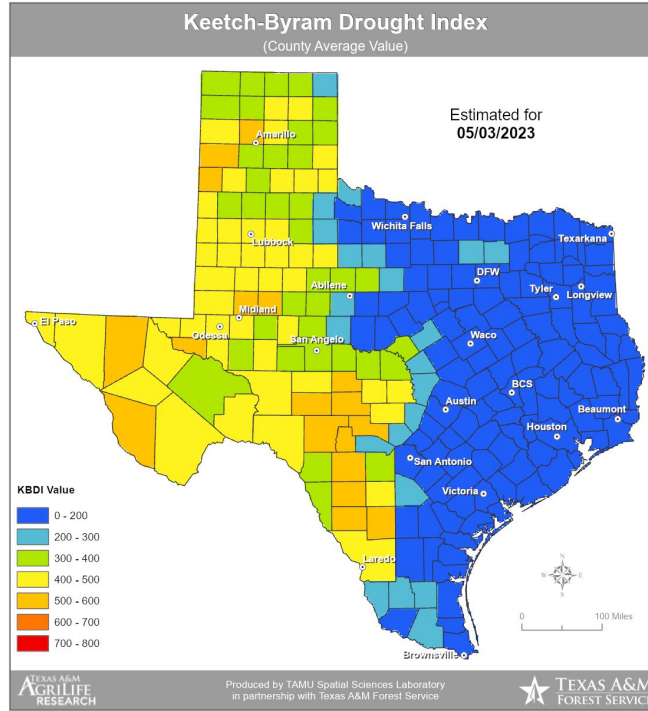 Keetch-Byram Drought Index
(County Average Value)
Estimated for
05/03/2023
Amarillo
Wichita Falls
Texarkana
Lubbock
DFW
Abilene
Tyler
Longview
Midland
El Paso
Odessa
San Angelo
Waco
BCS
Austin
Beaumont
Houston
San Antonio
Victoria
KBDI Value
0 - 200
200 - 300
300 - 400
400 - 500
500 - 600
600 - 700
700 - 800
Laredo
N
W
E
S
0
100 Miles
Brownsville
TEXAS A&M
AGRILIFE
RESEARCH
Produced by TAMU Spatial Sciences Laboratory
in partnership with Texas A&M Forest Service
TEXAS A&M
FOREST SERVICE